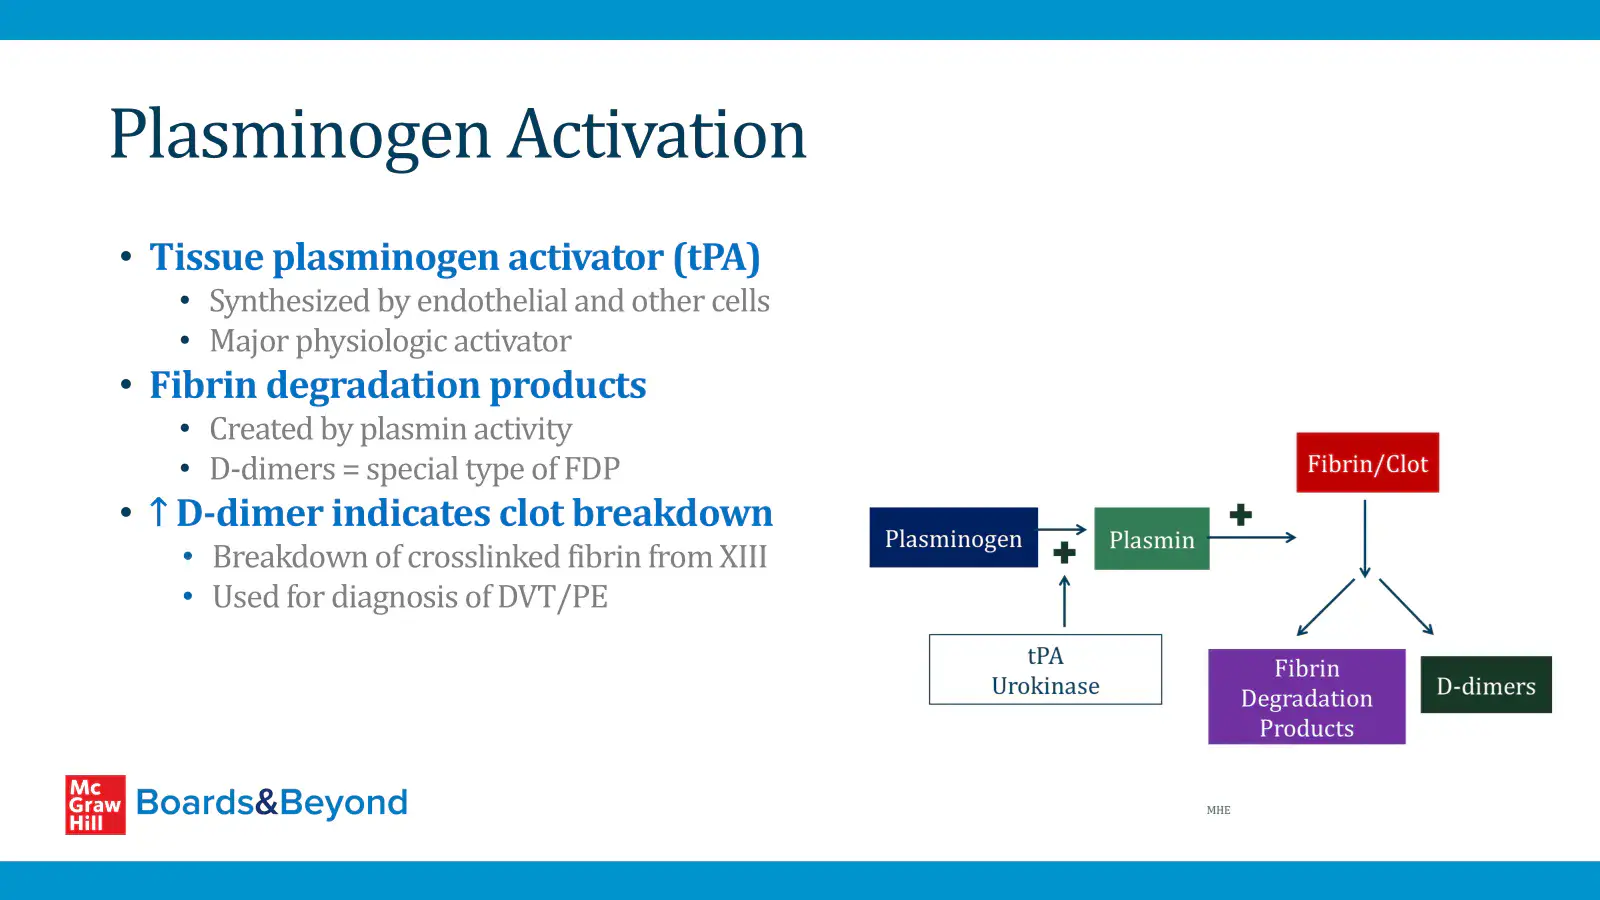 Plasminogen Activation
• Tissue plasminogen activator (tPA)
• Synthesized by endothelial and other cells
• Major physiologic activator
• Fibrin degradation products
• Created by plasmin activity
• D-dimers = special type of FDP
• ↑ D-dimer indicates clot breakdown
• Breakdown of crosslinked fibrin from XIII
• Used for diagnosis of DVT/PE
Fibrin/Clot
Plasminogen
Plasmin
tPA
Urokinase
Fibrin
Degradation
Products
D-dimers
Mc
Graw
Hill
Boards&Beyond
MHE